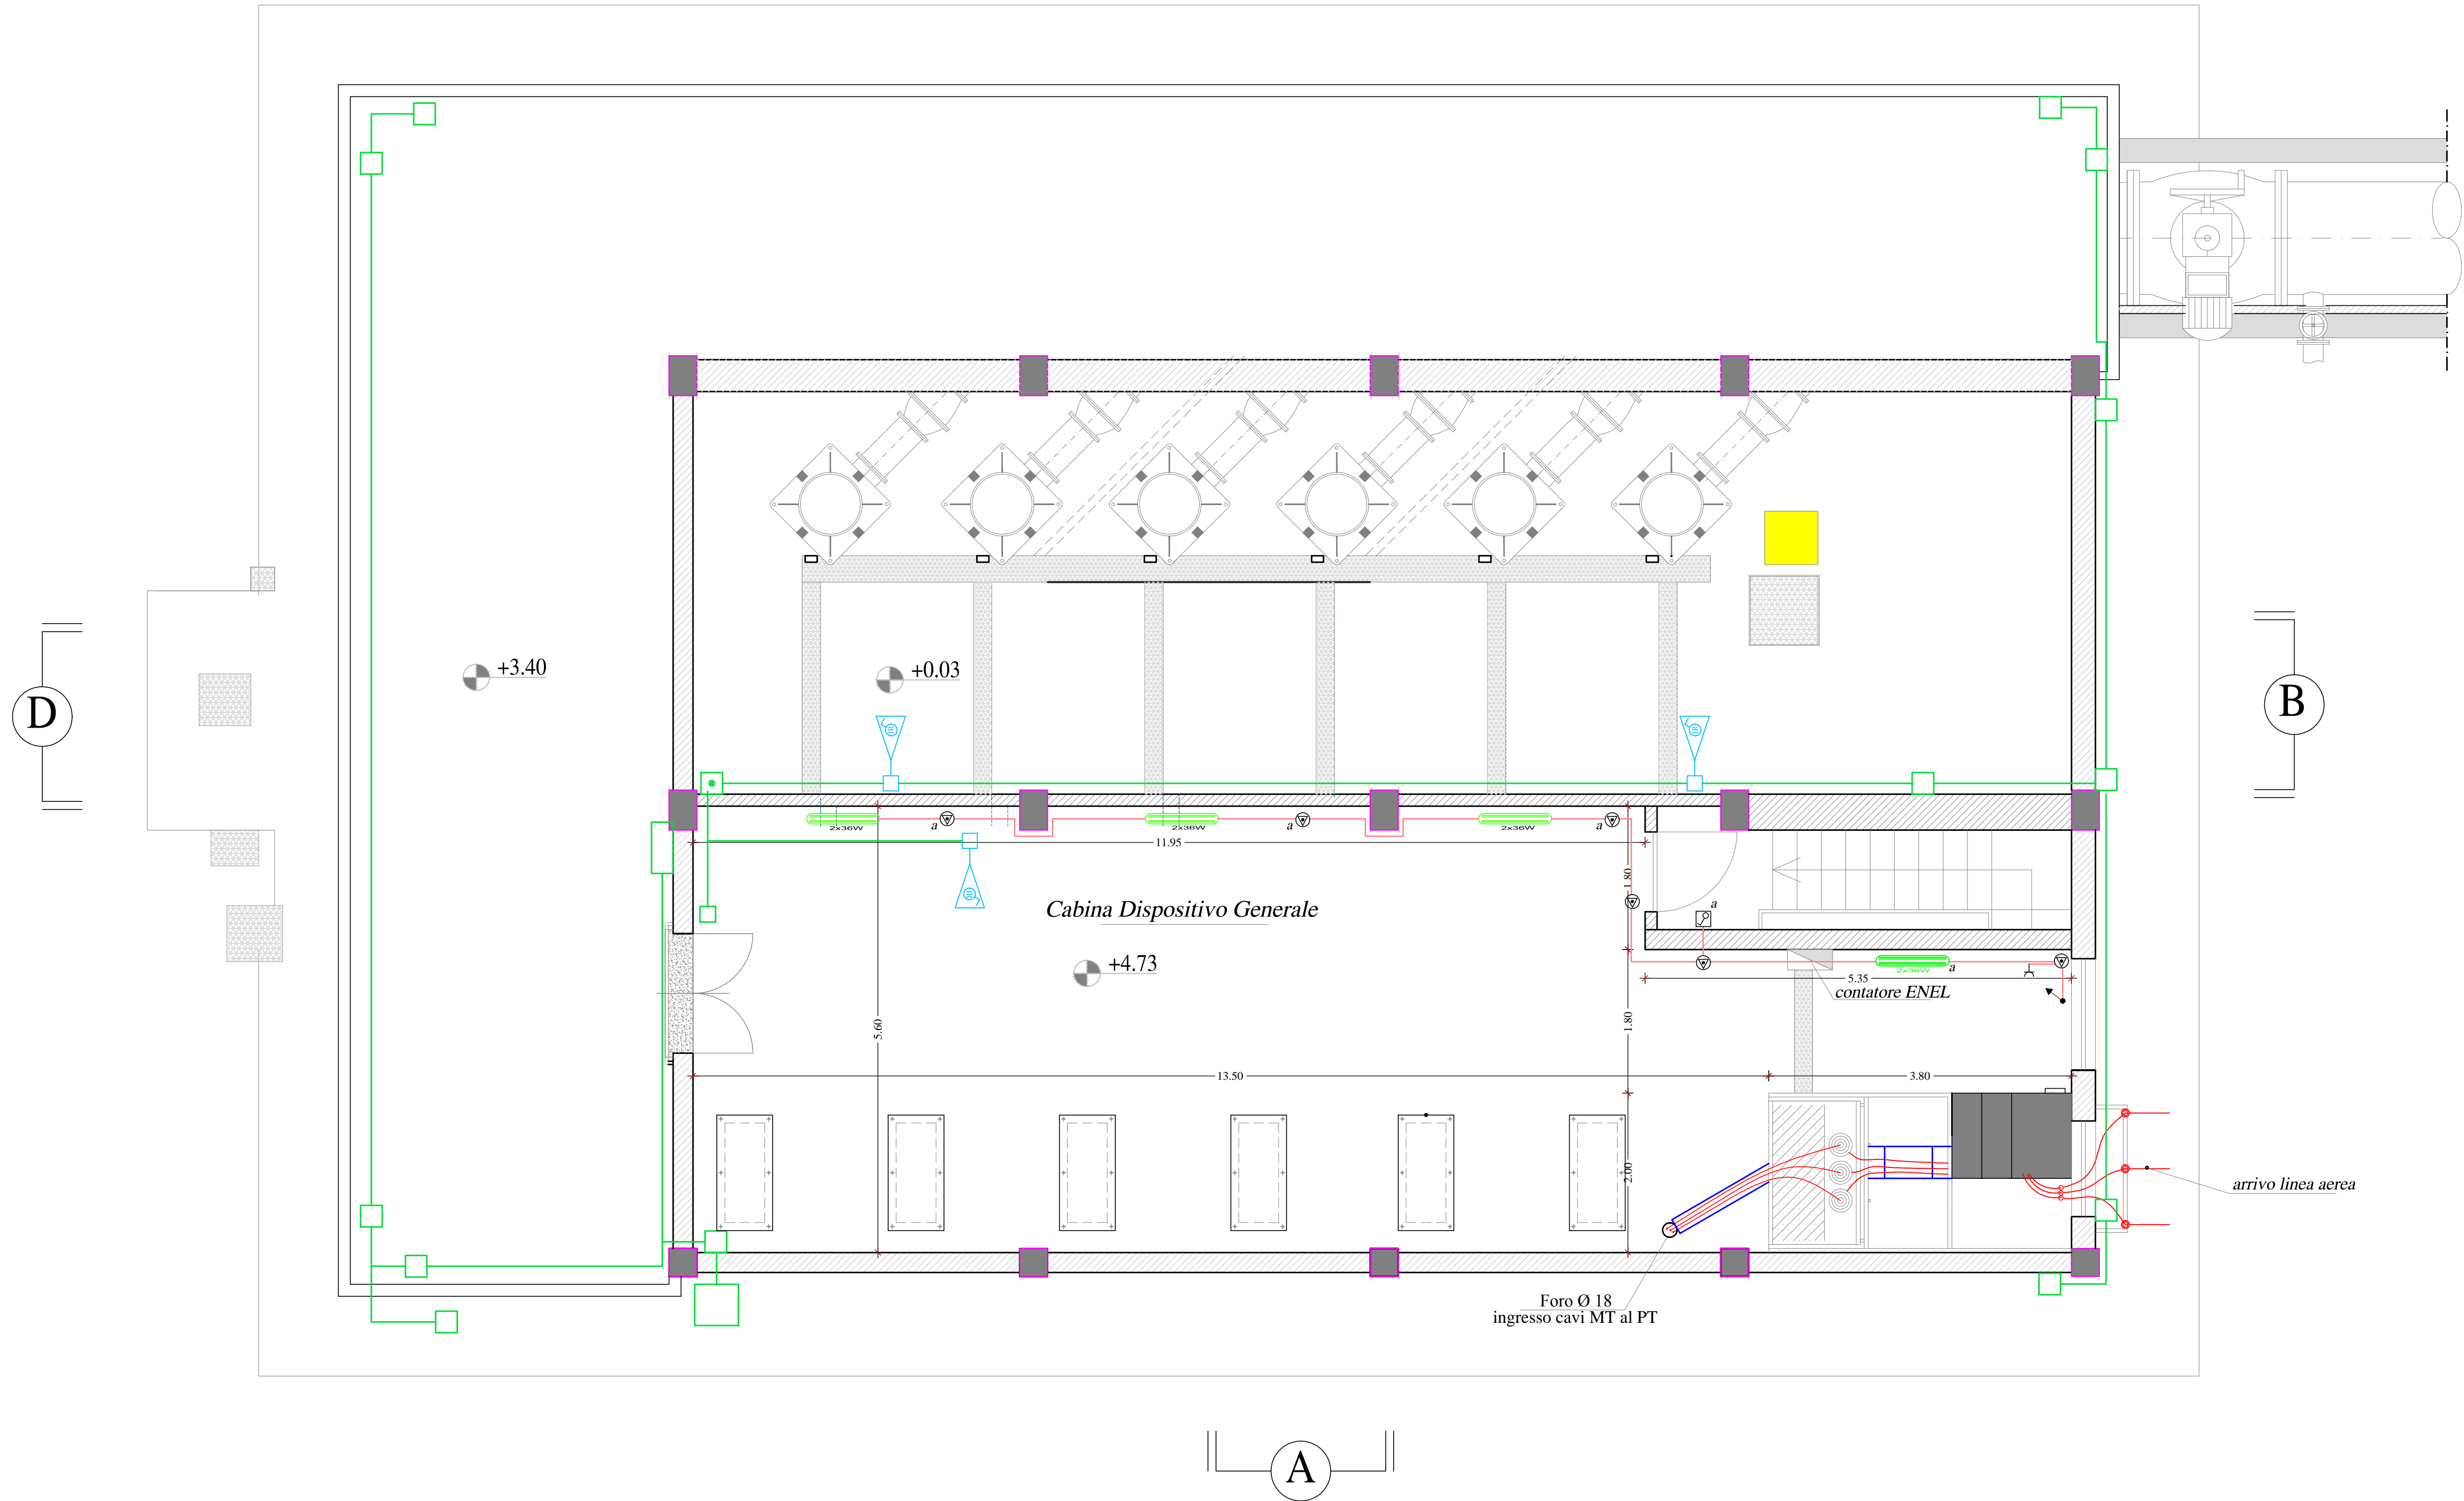 +3.40
+0.03
D
B
2x36W
a
2x36W
a
2x36W
a
11.95
1.80
Cabina Dispositivo Generale
a
+4.73
2x36W
a
5.35
contatore ENEL
5.60
1.80
13.50
3.80
2.00
arrivo linea aerea
Foro Ø 18
ingresso cavi MT al PT
A